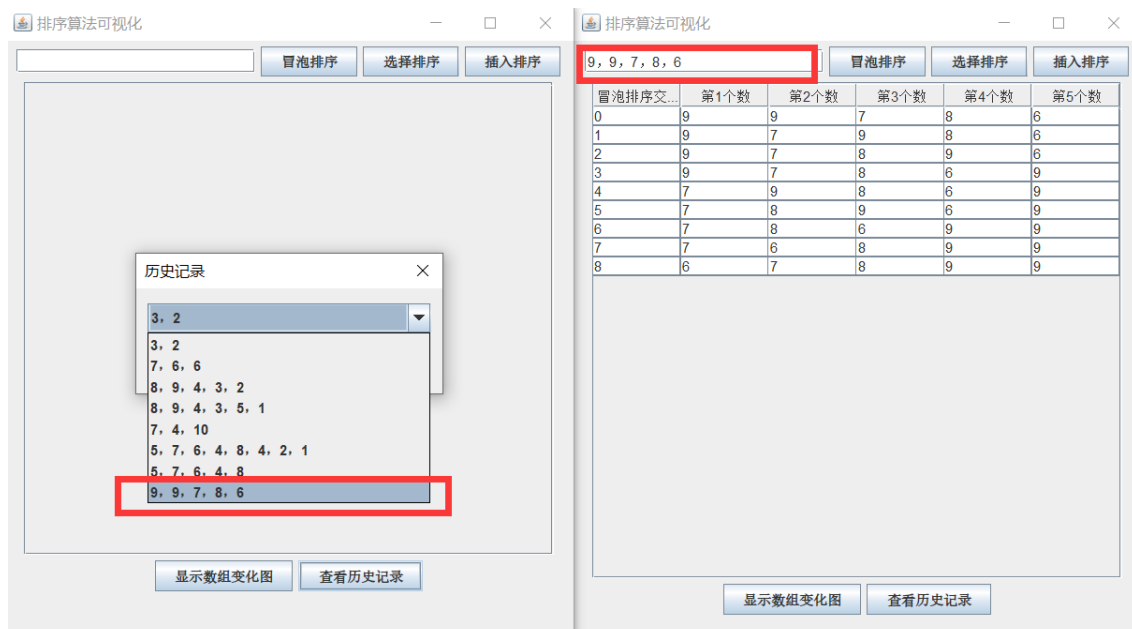 排序算法可视化
冒泡排序 选择排序 插入排序
历史记录
3，2
3，2
7，6，6
8，9，4，3，2
8，9，4，3，5，1
7，4，10
5，7，6，4，8，4，2，1
5，7，6，4，8
9，9，7，8，6
显示数组变化图 查看历史记录
排序算法可视化
9，9，7，8，6 冒泡排序 选择排序 插入排序
冒泡排序交... 第1个数 第2个数 第3个数 第4个数 第5个数
0 9 9 7 8 6
1 9 7 9 8 6
2 9 7 8 9 6
3 9 7 8 6 9
4 7 9 8 6 9
5 7 8 9 6 9
6 7 8 6 9 9
7 7 6 8 9 9
8 6 7 8 9 9
显示数组变化图 查看历史记录